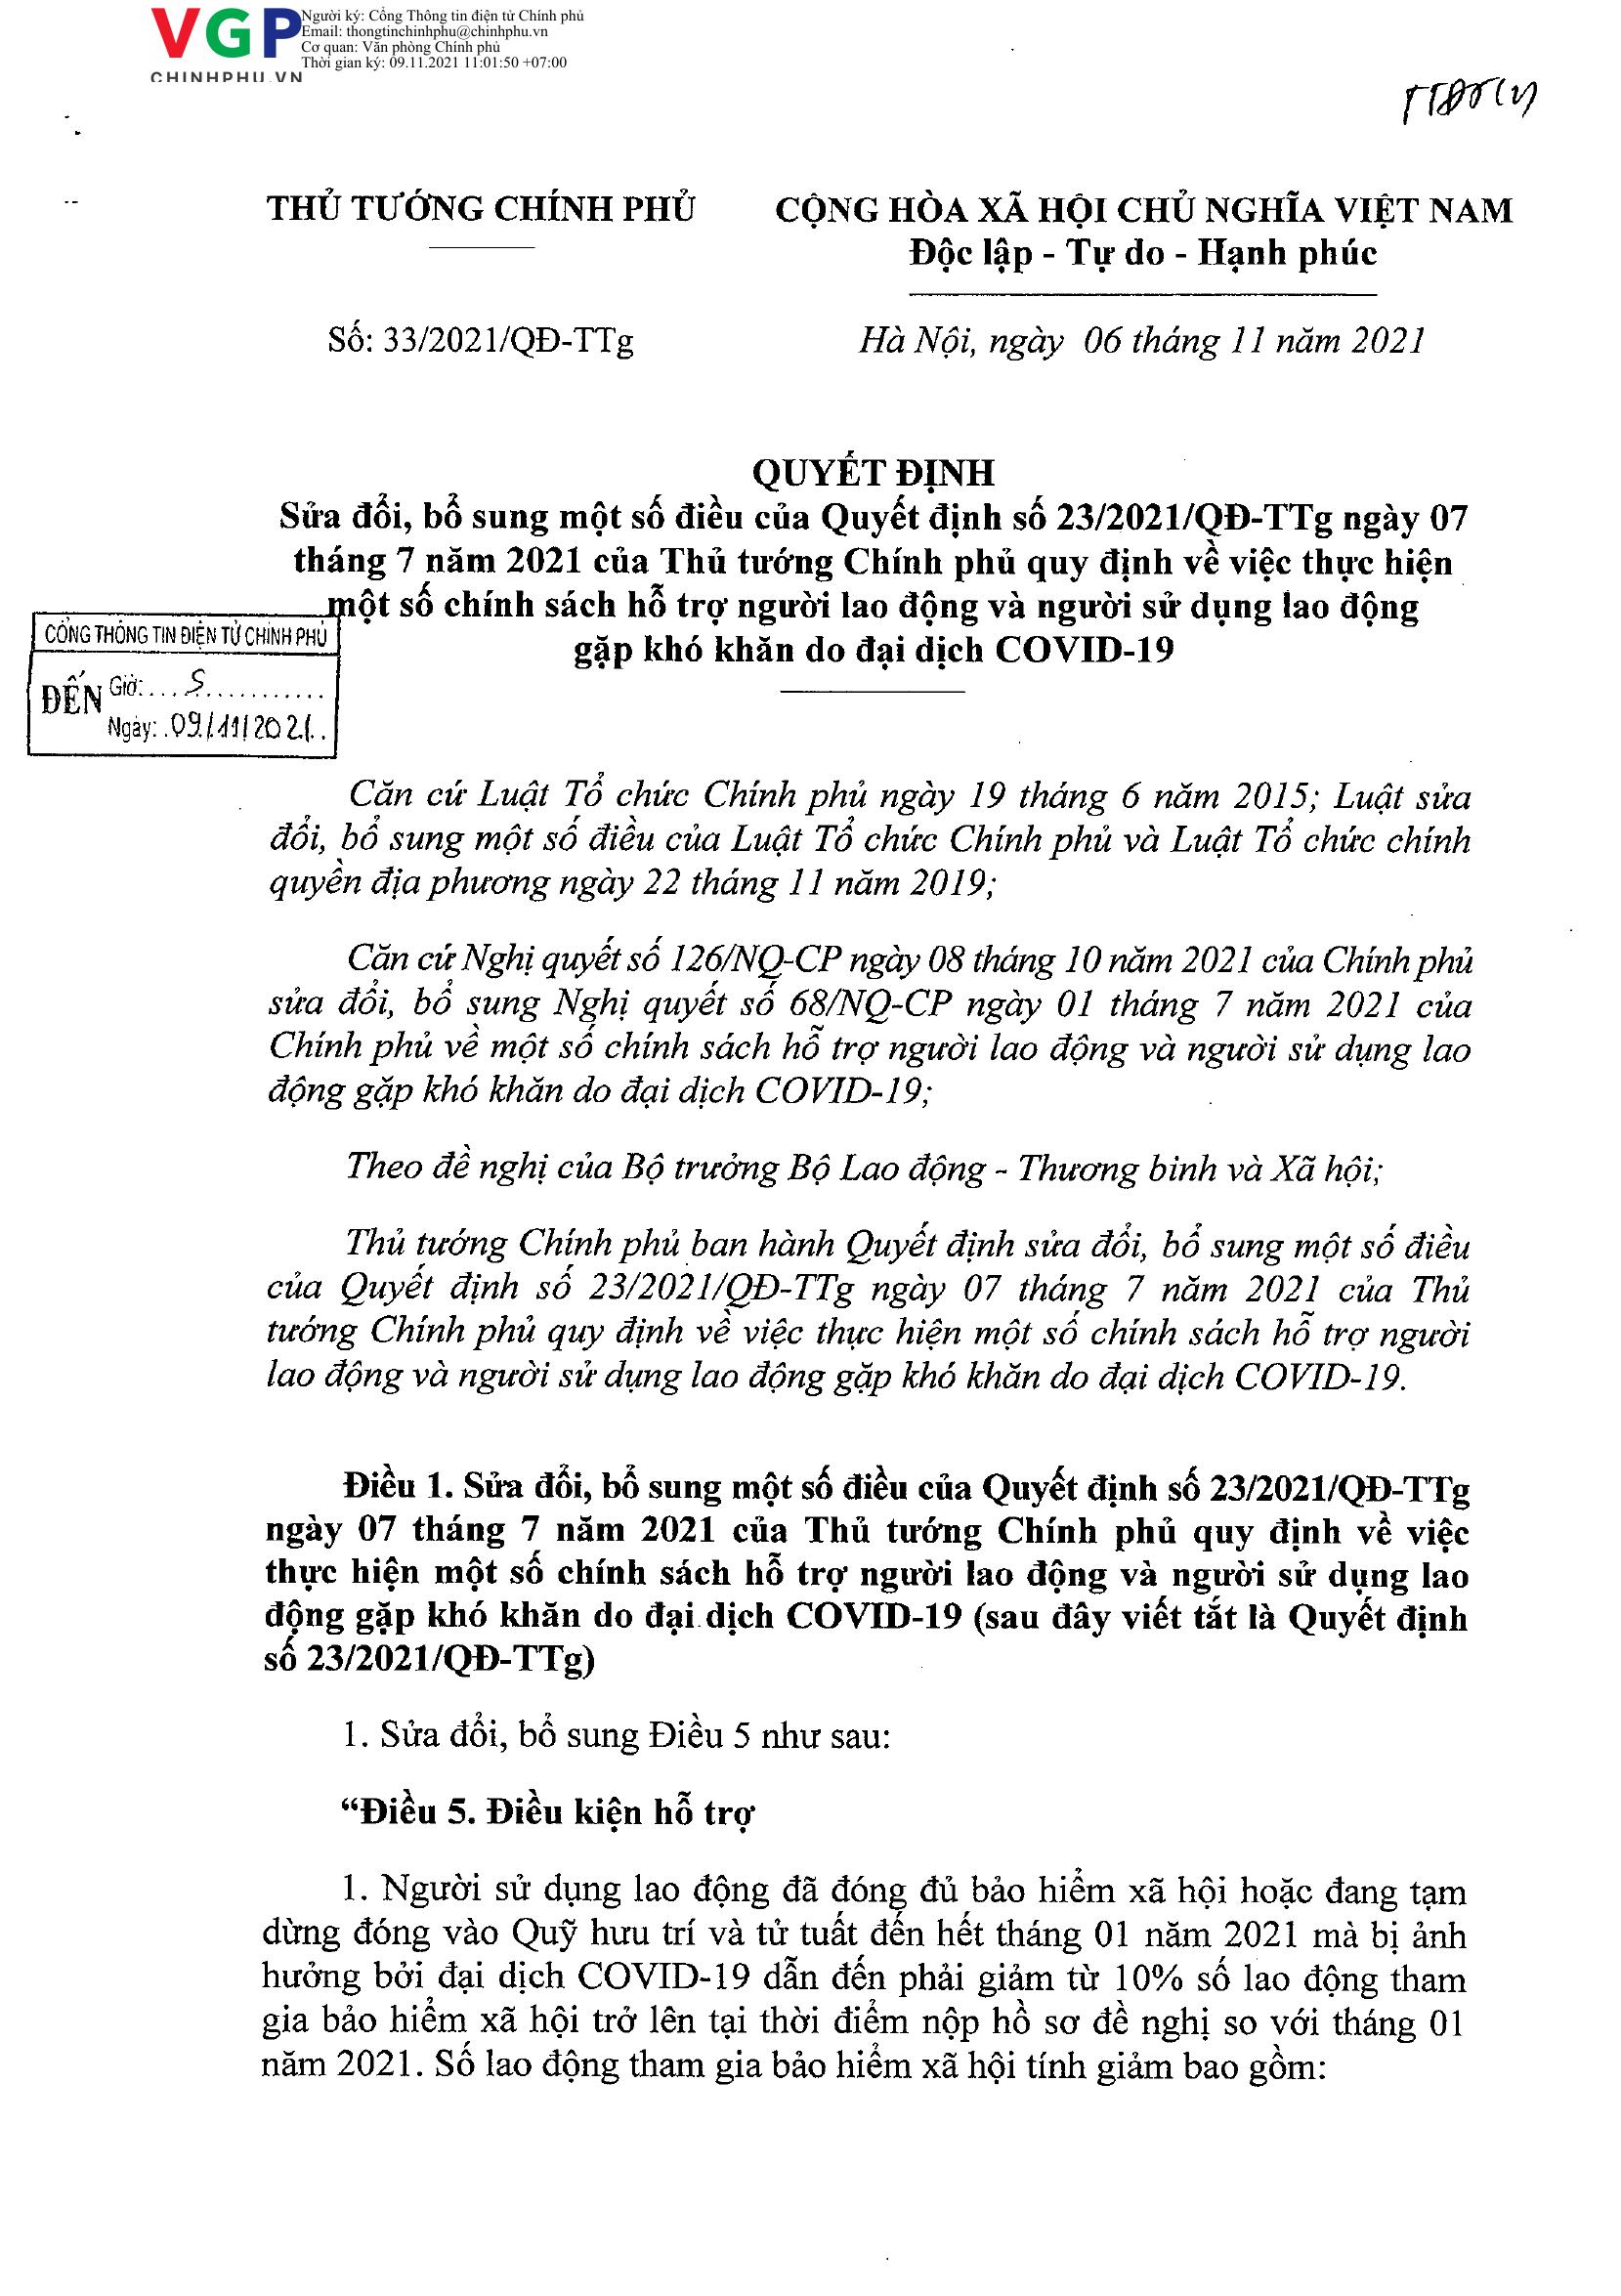 VGP
CHINHPHU.VN
Người ký: Cổng Thông tin điện tử Chính phủ
Email: thongtinchinhphu@chinhphu.vn
Cơ quan: Văn phòng Chính phủ
Thời gian ký: 09.11.2021 11:01:50 +07:00
THỦ TƯỚNG CHÍNH PHỦ
CỘNG HÒA XÃ HỘI CHỦ NGHĨA VIỆT NAM
Độc lập - Tự do - Hạnh phúc
Số: 33/2021/QĐ-TTg
Hà Nội, ngày 06 tháng 11 năm 2021
QUYẾT ĐỊNH
Sửa đổi, bổ sung một số điều của Quyết định số 23/2021/QĐ-TTg ngày 07
tháng 7 năm 2021 của Thủ tướng Chính phủ quy định về việc thực hiện
một số chính sách hỗ trợ người lao động và người sử dụng lao động
gặp khó khăn do đại dịch COVID-19
CỔNG THÔNG TIN ĐIỆN TỬ CHÍNH PHỦ
ĐẾN Giờ:....S...........
Ngày: .09/11/2021..
Căn cứ Luật Tổ chức Chính phủ ngày 19 tháng 6 năm 2015; Luật sửa
đổi, bổ sung một số điều của Luật Tổ chức Chính phủ và Luật Tổ chức chính
quyền địa phương ngày 22 tháng 11 năm 2019;
Căn cứ Nghị quyết số 126/NQ-CP ngày 08 tháng 10 năm 2021 của Chính phủ
sửa đổi, bổ sung Nghị quyết số 68/NQ-CP ngày 01 tháng 7 năm 2021 của
Chính phủ về một số chính sách hỗ trợ người lao động và người sử dụng lao
động gặp khó khăn do đại dịch COVID-19;
Theo đề nghị của Bộ trưởng Bộ Lao động - Thương binh và Xã hội;
Thủ tướng Chính phủ ban hành Quyết định sửa đổi, bổ sung một số điều
của Quyết định số 23/2021/QĐ-TTg ngày 07 tháng 7 năm 2021 của Thủ
tướng Chính phủ quy định về việc thực hiện một số chính sách hỗ trợ người
lao động và người sử dụng lao động gặp khó khăn do đại dịch COVID-19.
Điều 1. Sửa đổi, bổ sung một số điều của Quyết định số 23/2021/QĐ-TTg
ngày 07 tháng 7 năm 2021 của Thủ tướng Chính phủ quy định về việc
thực hiện một số chính sách hỗ trợ người lao động và người sử dụng lao
động gặp khó khăn do đại dịch COVID-19 (sau đây viết tắt là Quyết định
số 23/2021/QĐ-TTg)
1. Sửa đổi, bổ sung Điều 5 như sau:
“Điều 5. Điều kiện hỗ trợ
1. Người sử dụng lao động đã đóng đủ bảo hiểm xã hội hoặc đang tạm
dừng đóng vào Quỹ hưu trí và tử tuất đến hết tháng 01 năm 2021 mà bị ảnh
hưởng bởi đại dịch COVID-19 dẫn đến phải giảm từ 10% số lao động tham
gia bảo hiểm xã hội trở lên tại thời điểm nộp hồ sơ đề nghị so với tháng 01
năm 2021. Số lao động tham gia bảo hiểm xã hội tính giảm bao gồm: